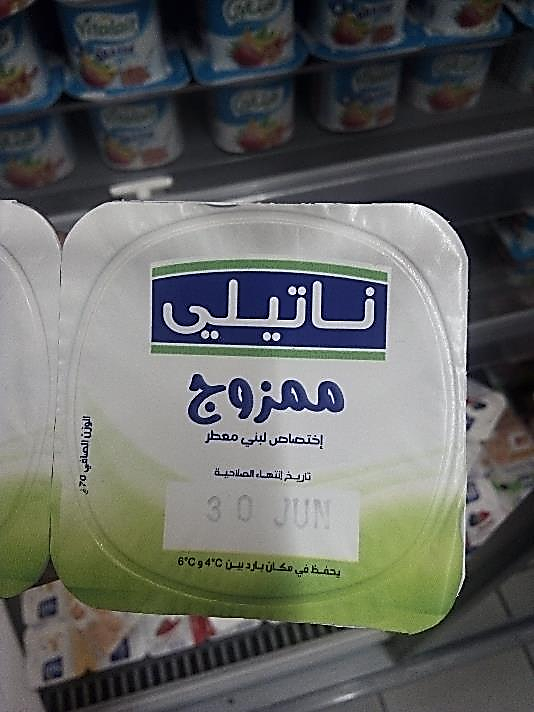 ناتيلي
ممزوج
إختصاص لبني معطر
تاريخ إنتهاء الصلاحية
30 JUN
يحفظ في مكان بارد بين 4°C و 6°C
الوزن الصافي 70 غ